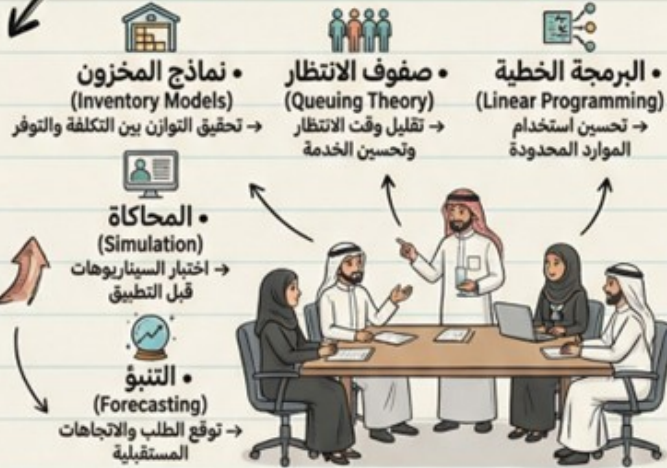 • البرمجة الخطية
(Linear Programming)
→ تحسين استخدام
الموارد المحدودة
• صفوف الانتظار
(Queuing Theory)
→ تقليل وقت الانتظار
وتحسين الخدمة
• نماذج المخزون
(Inventory Models)
→ تحقيق التوازن بين التكلفة والتوفر
• المحاكاة
(Simulation)
→ اختبار السيناريوهات
قبل التطبيق
• التنبؤ
(Forecasting)
→ توقع الطلب والاتجاهات
المستقبلية